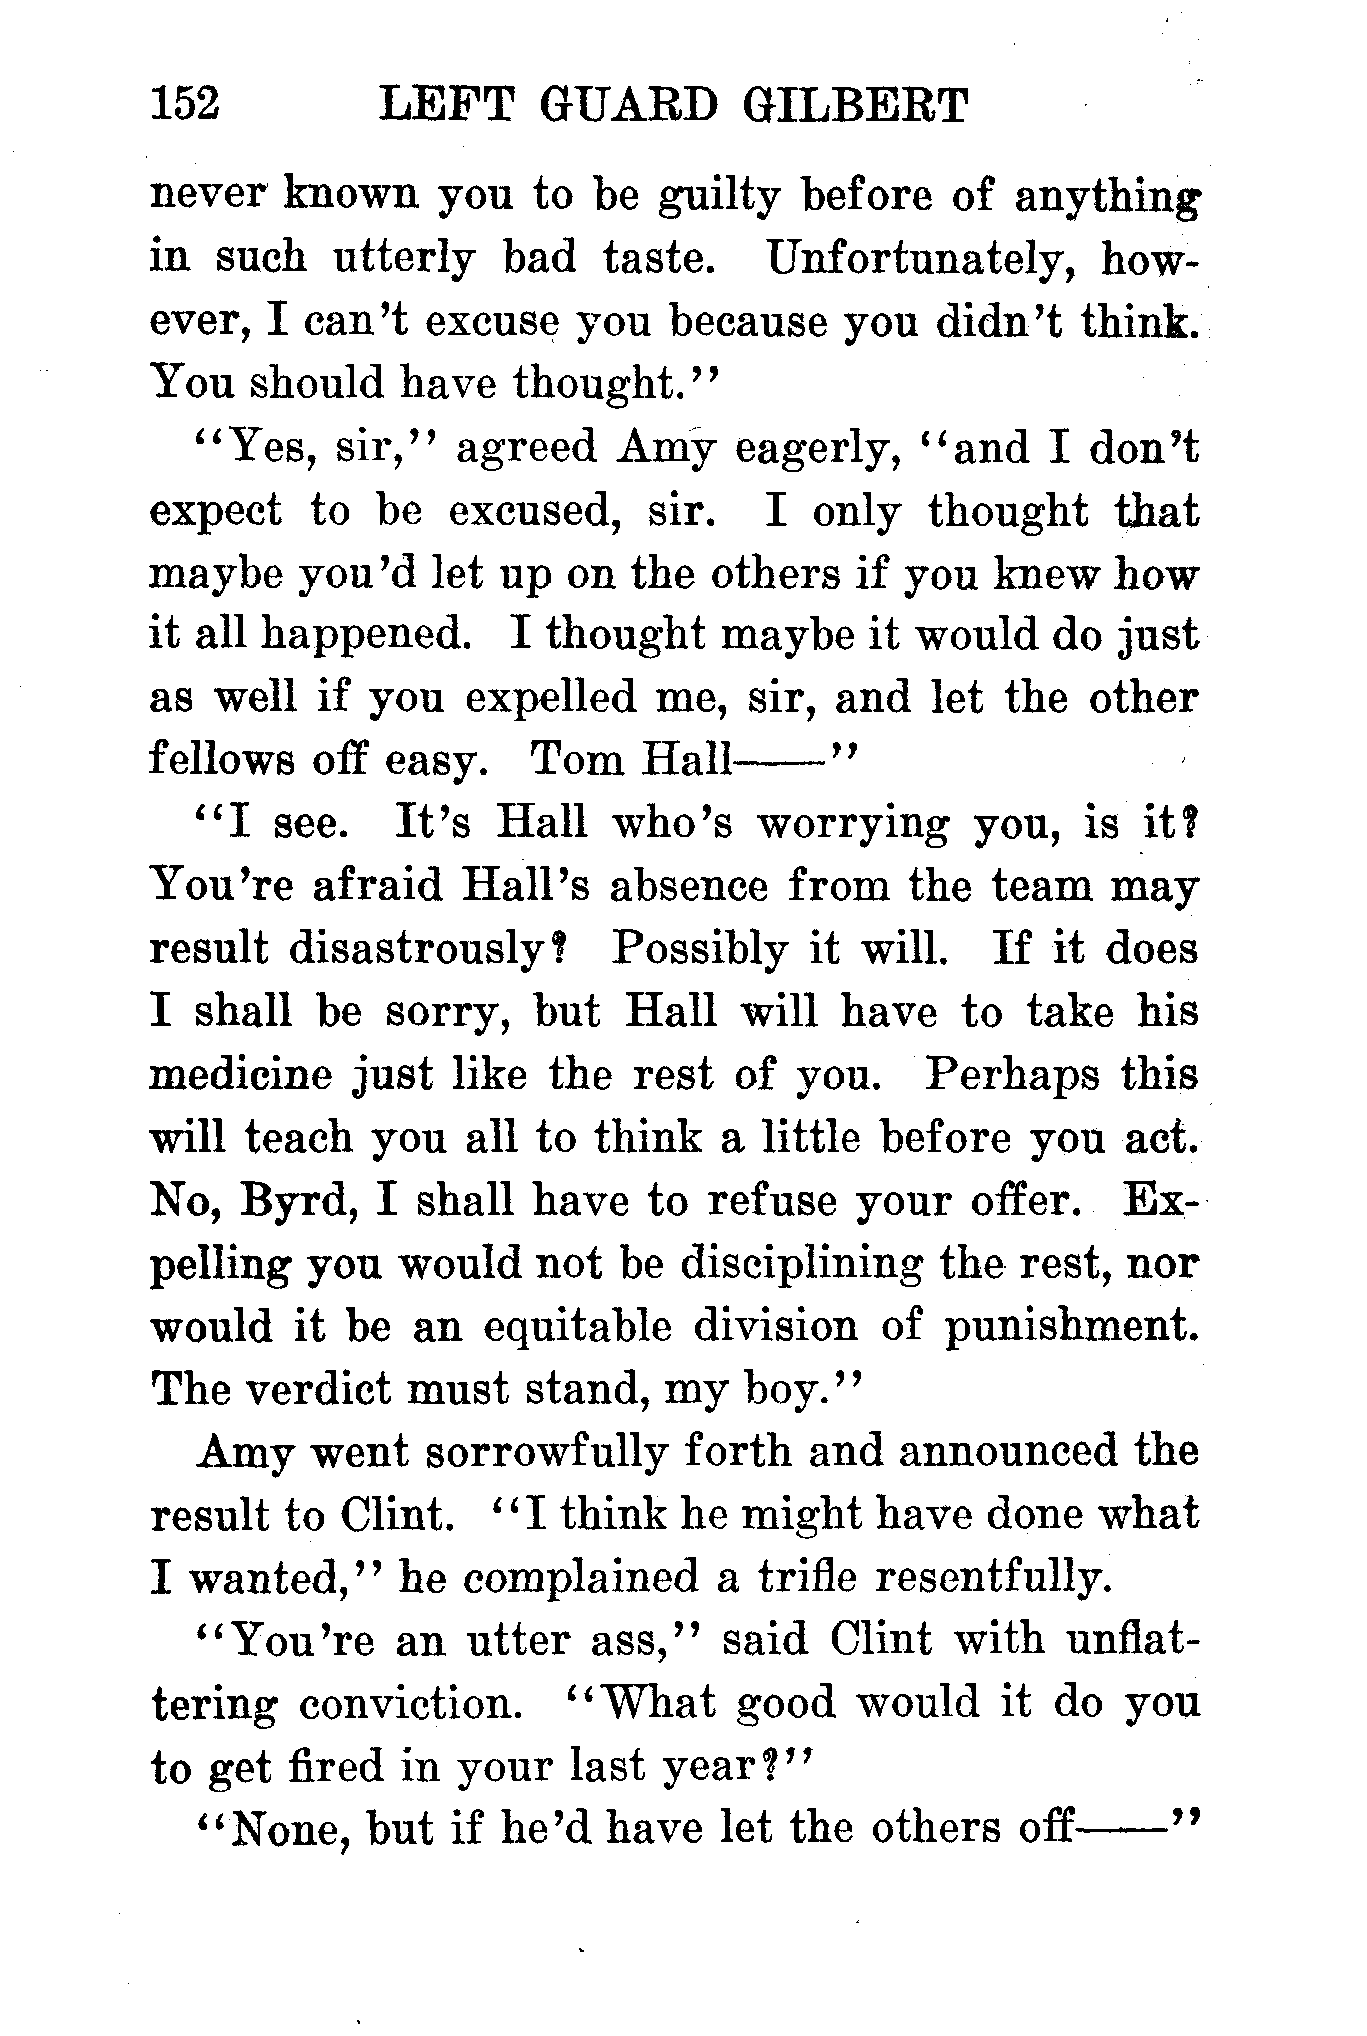 152 LEFT GUARD GILBERT
never known you to be guilty before of anything
in such utterly bad taste. Unfortunately, how-
ever, I can't excuse you because you didn't think.
You should have thought.''
''Yes, sir,'' agreed Amy eagerly, ''and I don't
expect to be excused, sir. I only thought that
maybe you'd let up on the others if you knew how
it all happened. I thought maybe it would do just
as well if you expelled me, sir, and let the other
fellows off easy. Tom Hall——''
''I see. It's Hall who's worrying you, is it?
You're afraid Hall's absence from the team may
result disastrously? Possibly it will. If it does
I shall be sorry, but Hall will have to take his
medicine just like the rest of you. Perhaps this
will teach you all to think a little before you act.
No, Byrd, I shall have to refuse your offer. Ex-
pelling you would not be disciplining the rest, nor
would it be an equitable division of punishment.
The verdict must stand, my boy.''
Amy went sorrowfully forth and announced the
result to Clint. ''I think he might have done what
I wanted,'' he complained a trifle resentfully.
''You're an utter ass,'' said Clint with unflat-
tering conviction. ''What good would it do you
to get fired in your last year?''
''None, but if he'd have let the others off——''